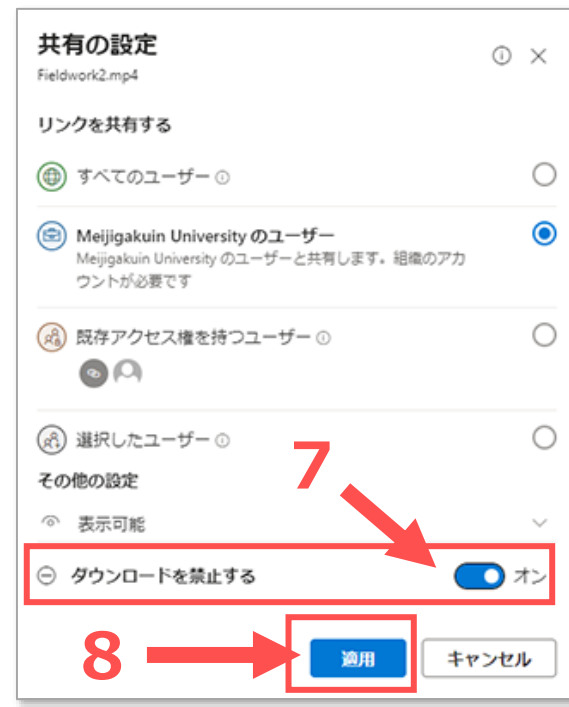 共有の設定
Fieldwork2.mp4
リンクを共有する
すべてのユーザー
Meijigakuin University のユーザー
Meijigakuin University のユーザーと共有します。組織のアカ
ウントが必要です
既存アクセス権を持つユーザー
選択したユーザー
7
その他の設定
表示可能
ダウンロードを禁止する オン
8
適用 キャンセル